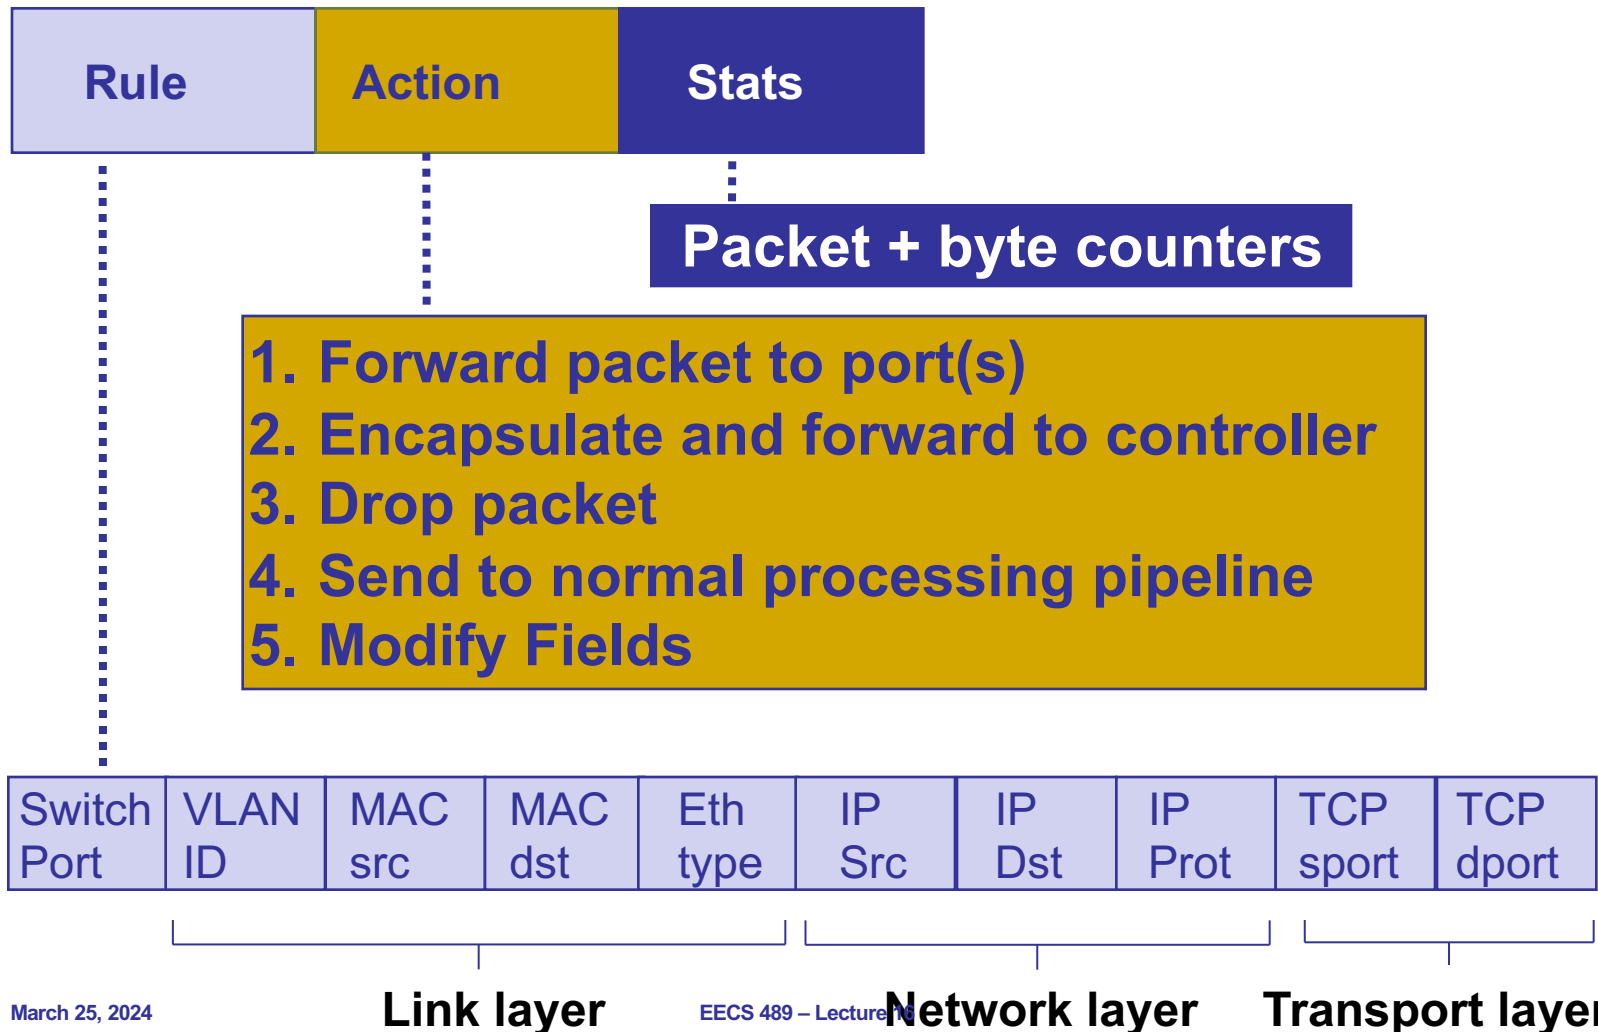 Rule Action Stats
Packet + byte counters
1. Forward packet to port(s)
2. Encapsulate and forward to controller
3. Drop packet
4. Send to normal processing pipeline
5. Modify Fields
Switch Port
VLAN ID
MAC src
MAC dst
Eth type
IP Src
IP Dst
IP Prot
TCP sport
TCP dport
Link layer
Network layer
Transport layer
March 25, 2024
EECS 489 – Lecture 16